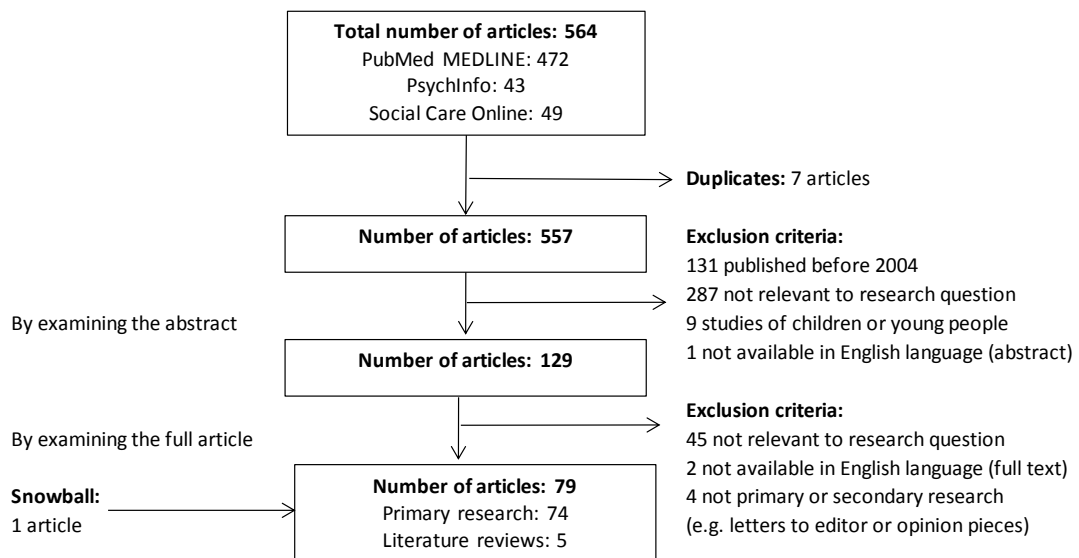 Total number of articles: 564
PubMed MEDLINE: 472
PsychInfo: 43
Social Care Online: 49
Duplicates: 7 articles
Number of articles: 557
Exclusion criteria:
131 published before 2004
287 not relevant to research question
9 studies of children or young people
1 not available in English language (abstract)
By examining the abstract
Number of articles: 129
Exclusion criteria:
45 not relevant to research question
2 not available in English language (full text)
4 not primary or secondary research
(e.g. letters to editor or opinion pieces)
By examining the full article
Snowball:
1 article
Number of articles: 79
Primary research: 74
Literature reviews: 5